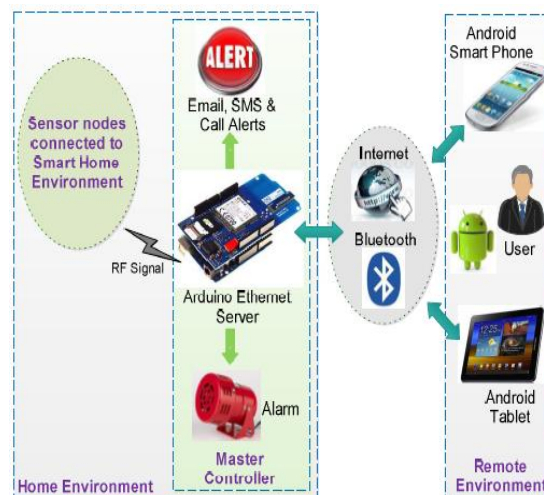 ALERT
Email, SMS &
Call Alerts
Sensor nodes
connected to
Smart Home
Environment
RF Signal
Arduino Ethernet
Server
Alarm
Master
Controller
Home Environment
Internet
http://w
Bluetooth
Android
Smart Phone
User
Android
Tablet
Remote
Environment